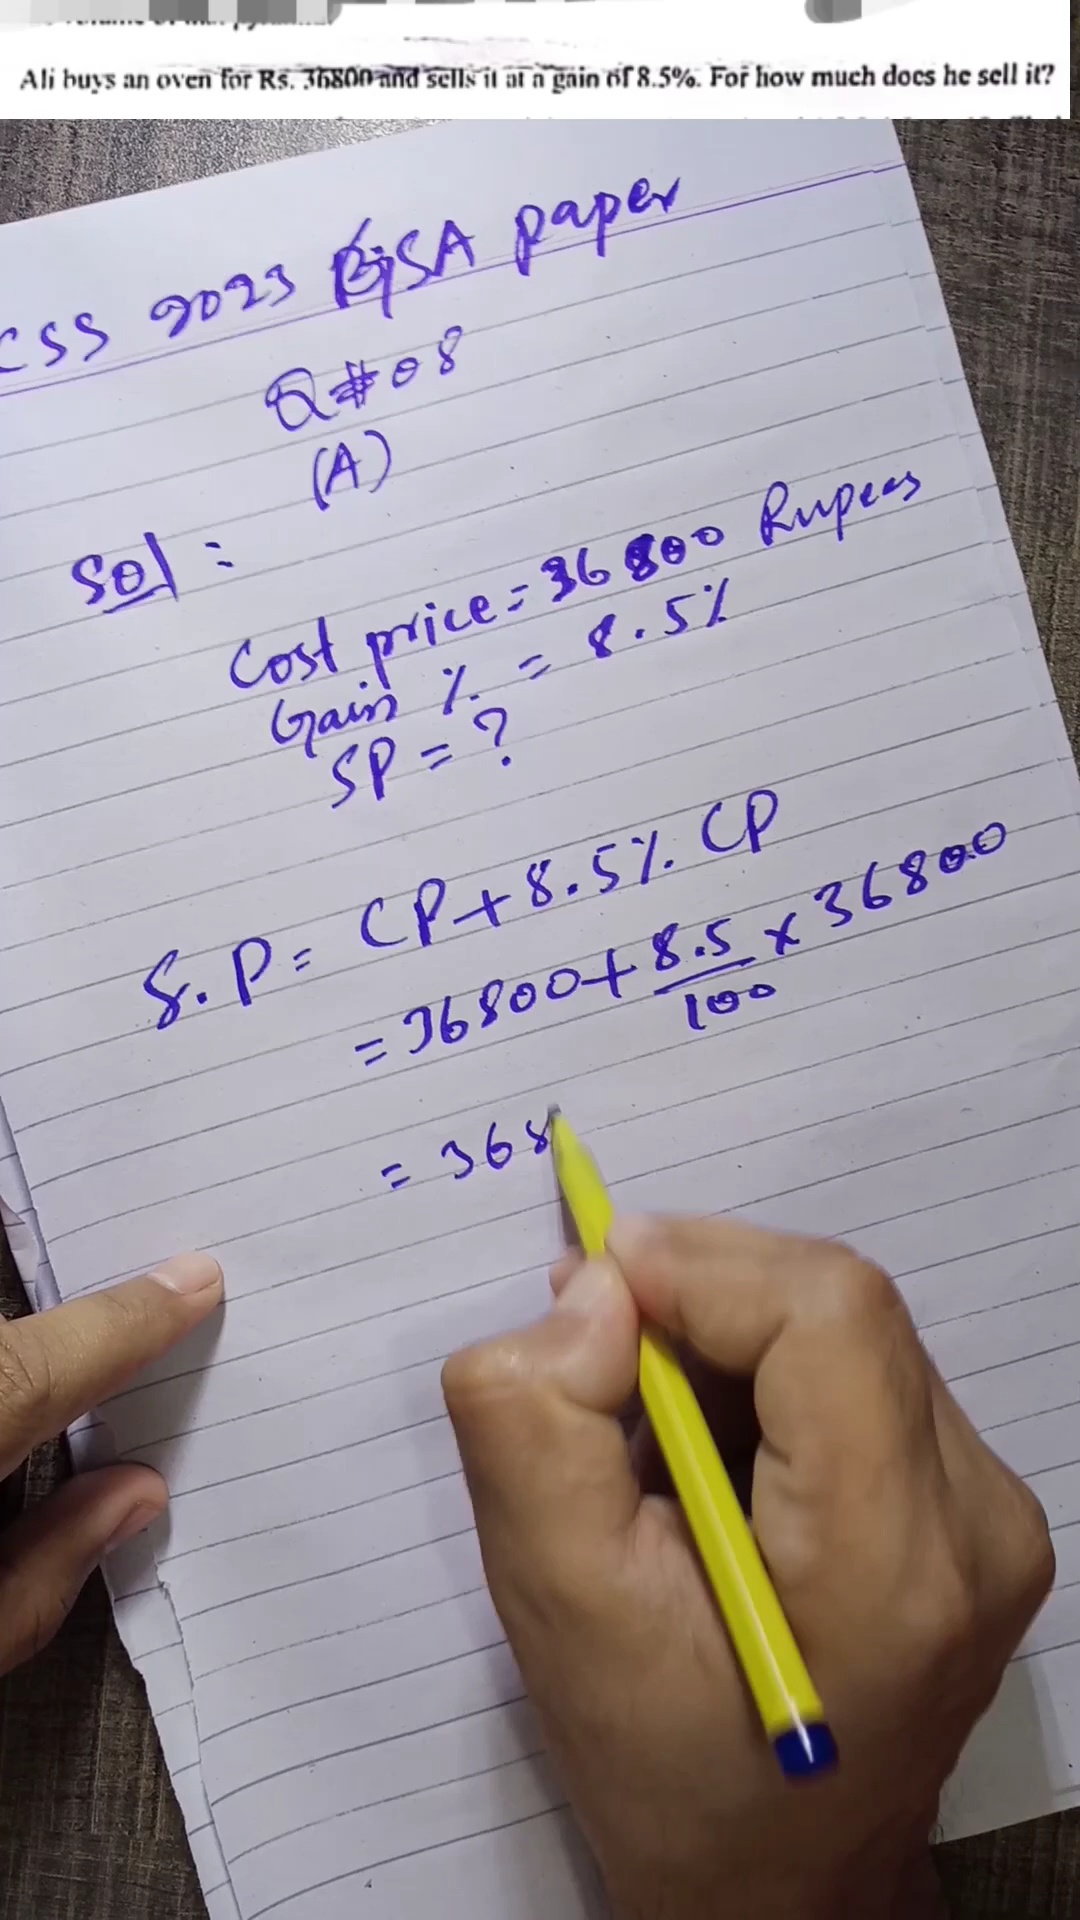 Ali buys an oven for Rs. 36800 and sells it at a gain of 8.5%. For how much does he sell it?
CSS 2023 GSA paper
Q#08
(A)
Sol:
Cost price = 36800 Rupees
Gain % = 8.5%
SP = ?
S.P = CP + 8.5% CP
= 36800 + 8.5/100 × 36800
= 368